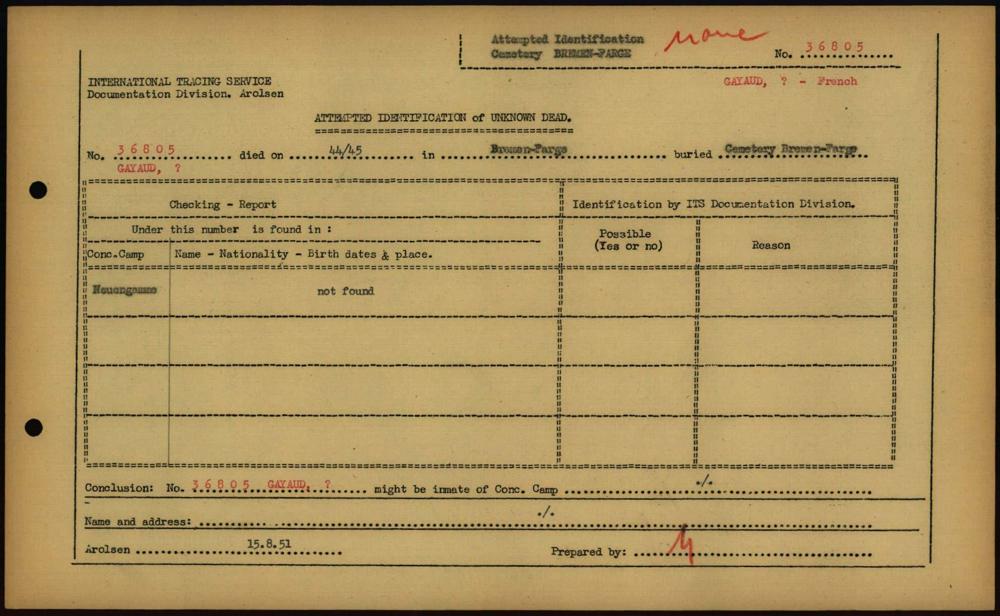 Attempted Identification
Cemetery BREMEN-FARGE
None
No. 36805
INTERNATIONAL TRACING SERVICE
Documentation Division. Arolsen
GAYAUD, ? - French
ATTEMPTED IDENTIFICATION of UNKNOWN DEAD.
No. 36805 died on 44/45 in Bremen-Farge buried Cemetery Bremen-Farge
GAYAUD, ?
Checking - Report
Identification by ITS Documentation Division.
Under this number is found in :
Possible
(Yes or no)
Reason
Conc.Camp
Name - Nationality - Birth dates & place.
Neuengamme
not found
Conclusion: No. 36805 GAYAUD, ? might be inmate of Conc. Camp ./.
Name and address: ./.
Arolsen 15.8.51
Prepared by: